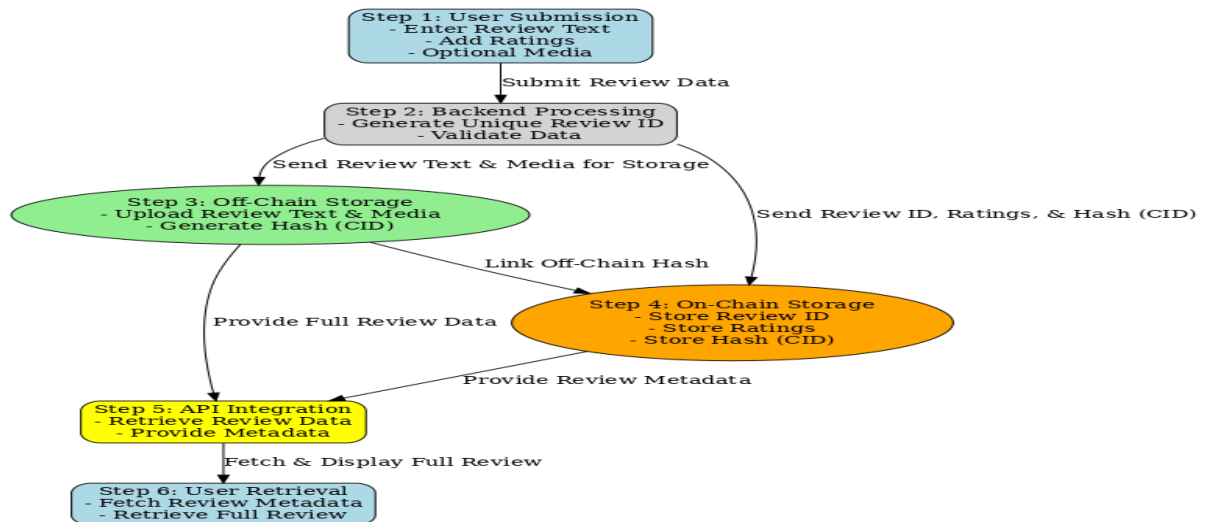 Step 1: User Submission
- Enter Review Text
- Add Ratings
- Optional Media
Submit Review Data
Step 2: Backend Processing
- Generate Unique Review ID
- Validate Data
Send Review Text & Media for Storage
Step 3: Off-Chain Storage
- Upload Review Text & Media
- Generate Hash (CID)
Send Review ID, Ratings, & Hash (CID)
Link Off-Chain Hash
Step 4: On-Chain Storage
- Store Review ID
- Store Ratings
- Store Hash (CID)
Provide Full Review Data
Provide Review Metadata
Step 5: API Integration
- Retrieve Review Data
- Provide Metadata
Fetch & Display Full Review
Step 6: User Retrieval
- Fetch Review Metadata
- Retrieve Full Review